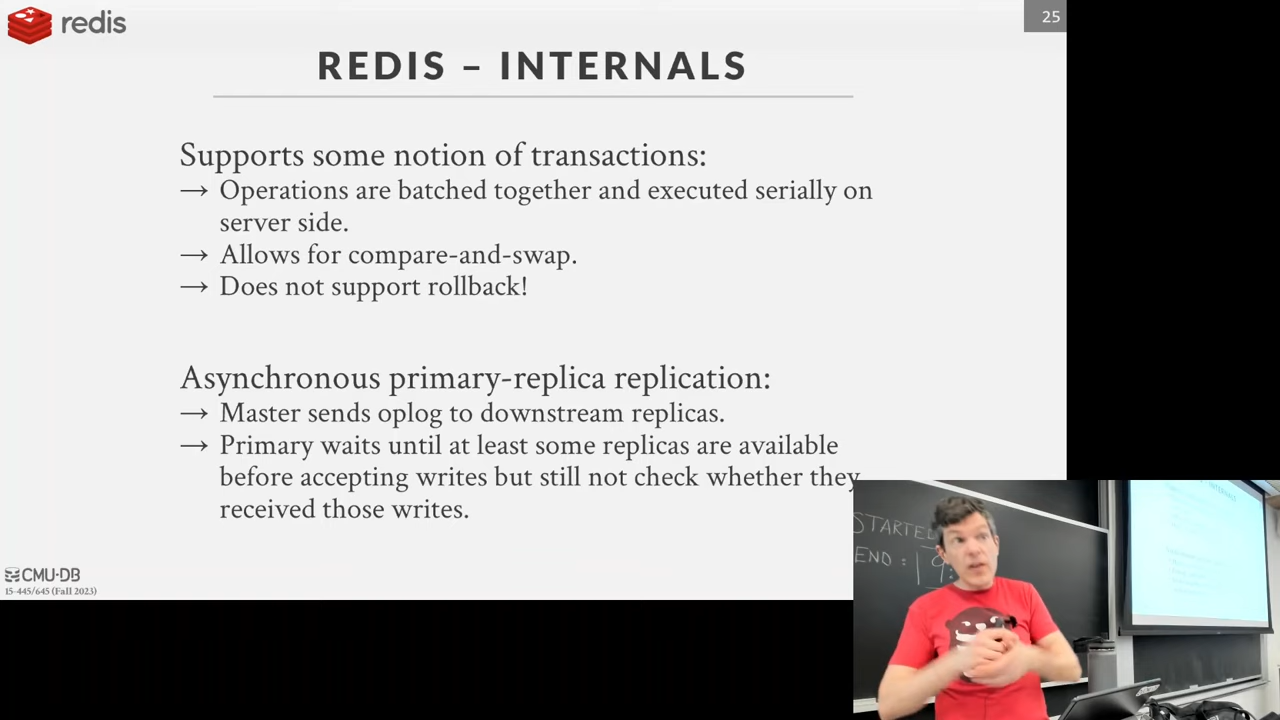 redis
25
REDIS – INTERNALS
Supports some notion of transactions:
→ Operations are batched together and executed serially on
server side.
→ Allows for compare-and-swap.
→ Does not support rollback!
Asynchronous primary-replica replication:
→ Master sends oplog to downstream replicas.
→ Primary waits until at least some replicas are available
before accepting writes but still not check whether they
received those writes.
STARTED
END: 9:
CMU·DB
15-445/645 (Fall 2023)